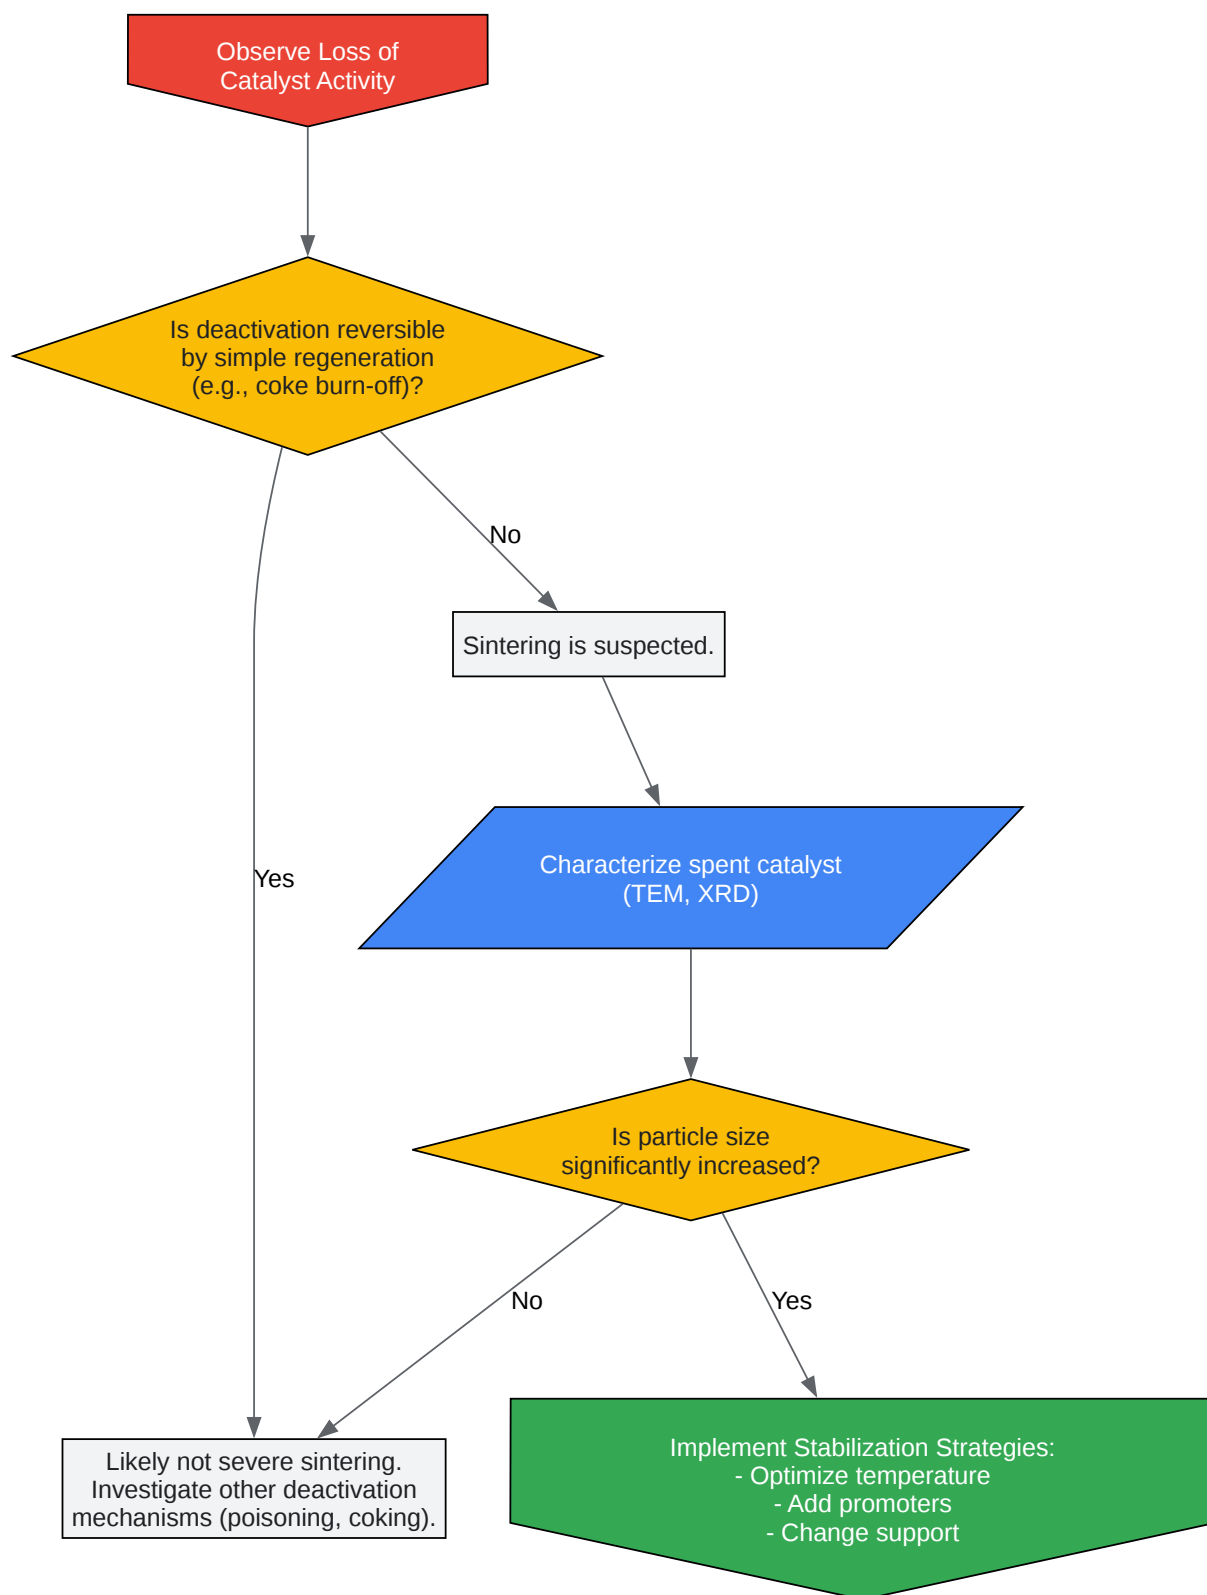 Observe Loss of
Catalyst Activity
Is deactivation reversible
by simple regeneration
(e.g., coke burn-off)?
No
Sintering is suspected.
Characterize spent catalyst
(TEM, XRD)
Yes
Is particle size
significantly increased?
No
Yes
Likely not severe sintering.
Investigate other deactivation
mechanisms (poisoning, coking).
Implement Stabilization Strategies:
- Optimize temperature
- Add promoters
- Change support